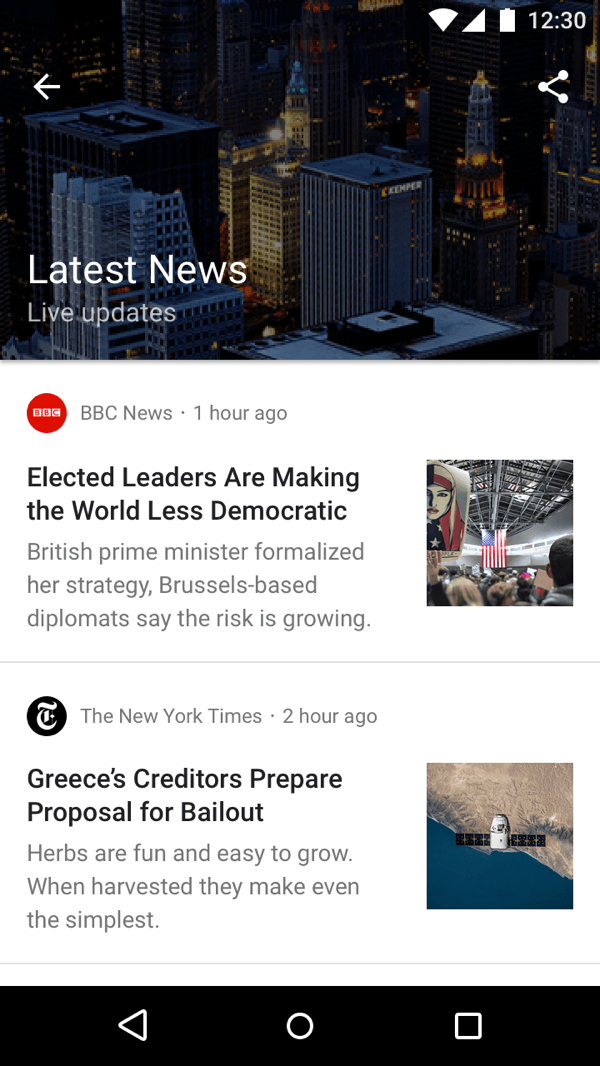 12:30
KEMPER
Latest News
Live updates
BBC
BBC News · 1 hour ago
Elected Leaders Are Making
the World Less Democratic
British prime minister formalized
her strategy, Brussels-based
diplomats say the risk is growing.
The New York Times · 2 hour ago
Greece’s Creditors Prepare
Proposal for Bailout
Herbs are fun and easy to grow.
When harvested they make even
the simplest.